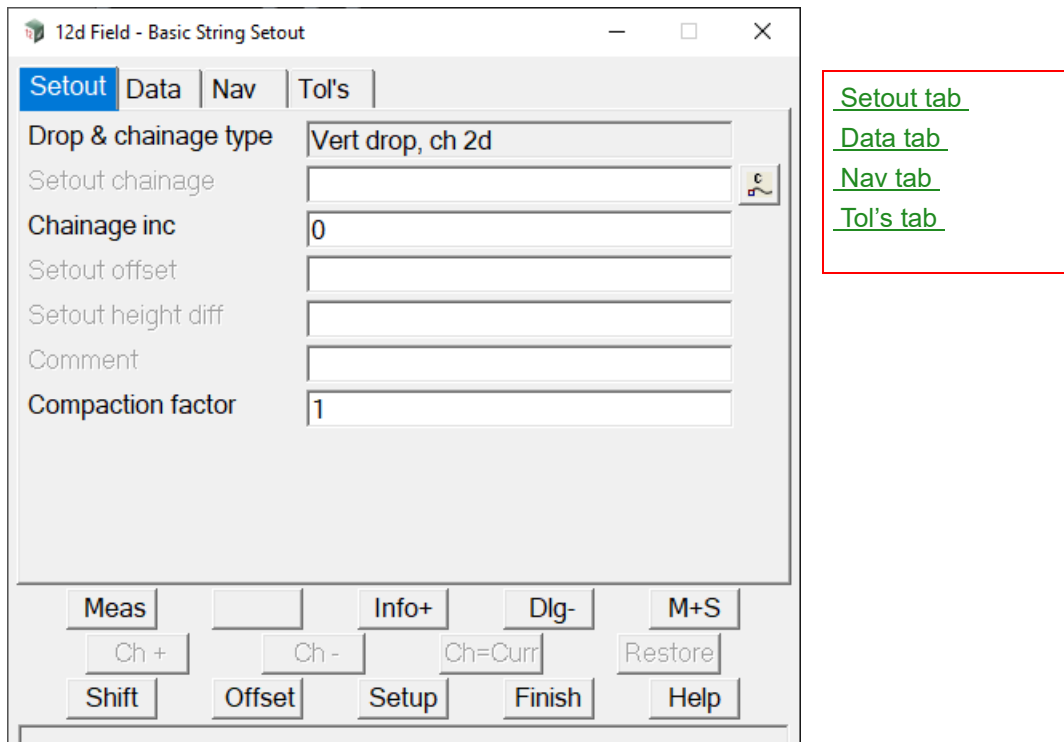 12d Field - Basic String Setout
Setout Data Nav Tol's
Drop & chainage type Vert drop, ch 2d
Setout chainage
Chainage inc 0
Setout offset
Setout height diff
Comment
Compaction factor 1
Meas Info+ Dlg- M+S
Ch + Ch - Ch=Curr Restore
Shift Offset Setup Finish Help
Setout tab
Data tab
Nav tab
Tol's tab